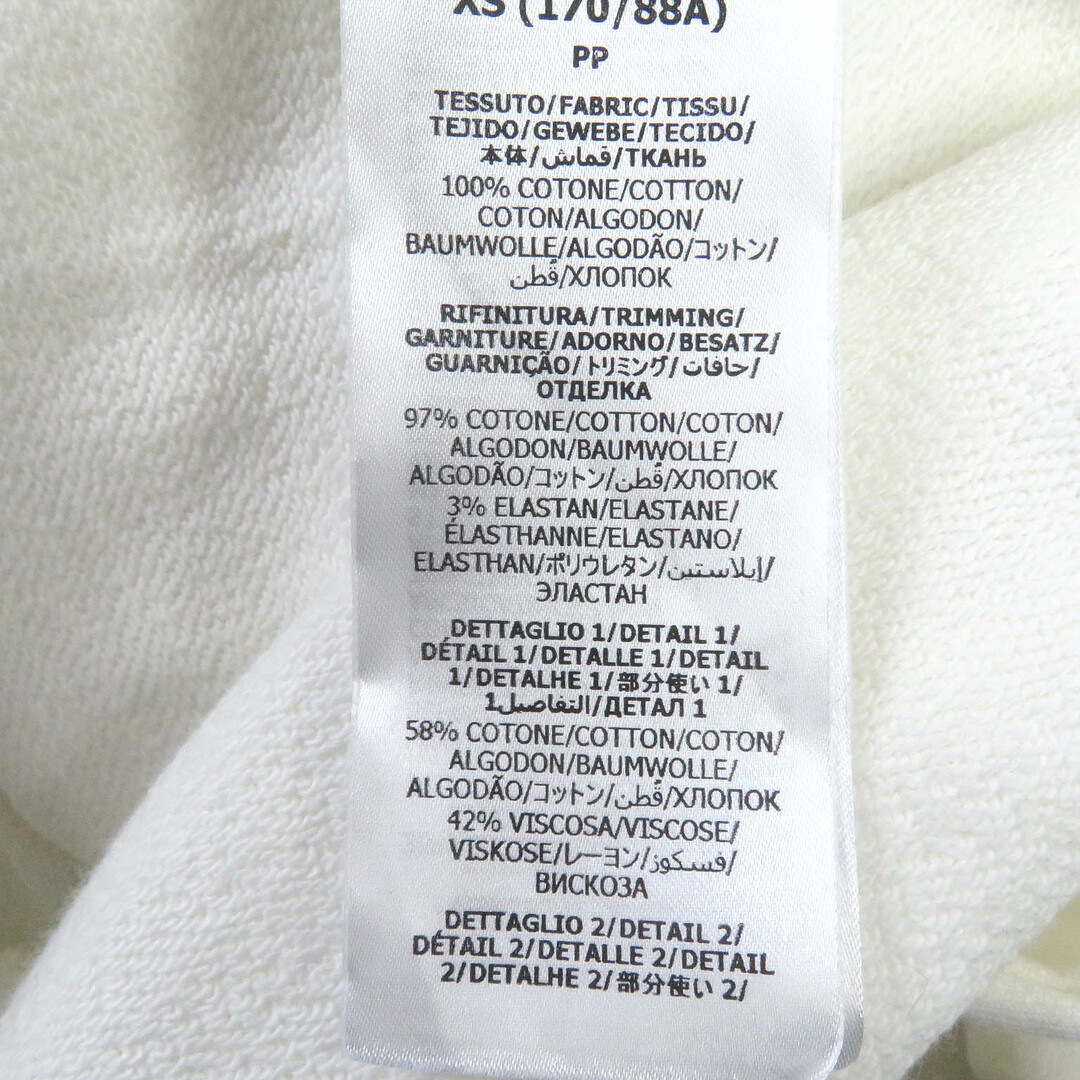 XS (170/88A)
PP
TESSUTO/FABRIC/TISSU/
TEJIDO/GEWEBE/TECIDO/
本体/قماش/ТКАНЬ
100% COTONE/COTTON/
COTON/ALGODON/
BAUMWOLLE/ALGODÃO/コットン/
قُطن/ХЛОПОК
RIFINITURA/TRIMMING/
GARNITURE/ADORNO/BESATZ/
GUARNIÇÃO/トリミング/حافات/
ОТДЕЛКА
97% COTONE/COTTON/COTON/
ALGODON/BAUMWOLLE/
ALGODÃO/コットン/قُطن/ХЛОПОК
3% ELASTAN/ELASTANE/
ÉLASTHANNE/ELASTANO/
ELASTHAN/ポリウレタン/إيلاستين/
ЭЛАСТАН
DETTAGLIO 1/DETAIL 1/
DÉTAIL 1/DETALLE 1/DETAIL
1/DETALHE 1/部分使い 1/
التفاصيل1/ДЕТАЛ 1
58% COTONE/COTTON/COTON/
ALGODON/BAUMWOLLE/
ALGODÃO/コットン/قُطن/ХЛОПОК
42% VISCOSA/VISCOSE/
VISKOSE/レーヨン/فسكوز/
ВИСКОЗА
DETTAGLIO 2/DETAIL 2/
DÉTAIL 2/DETALLE 2/DETAIL
2/DETALHE 2/部分使い 2/